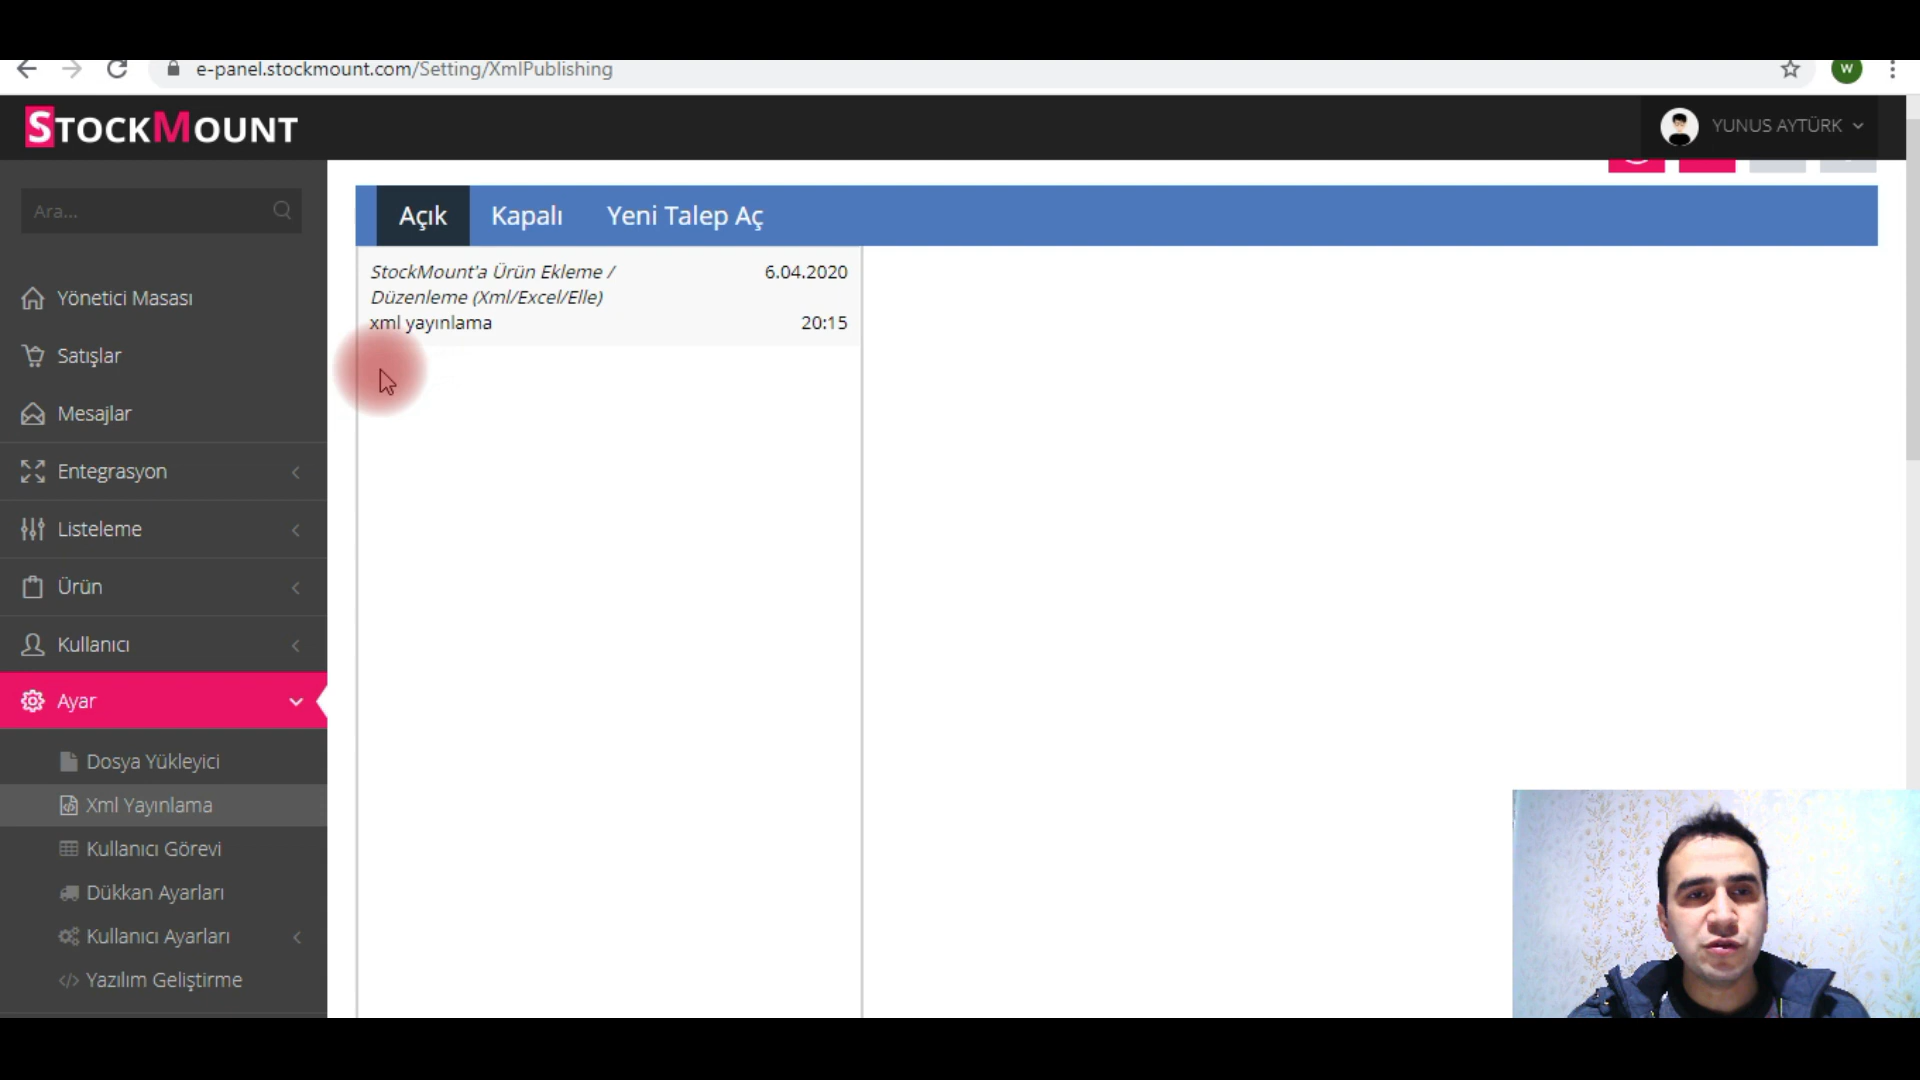 e-panel.stockmount.com/Setting/XmlPublishing
W
STOCKMOUNT
YUNUS AYTÜRK
Ara...
Açık
Kapalı
Yeni Talep Aç
StockMount'a Ürün Ekleme /
Düzenleme (Xml/Excel/Elle)
6.04.2020
xml yayınlama
20:15
Yönetici Masası
Satışlar
Mesajlar
Entegrasyon
Listeleme
Ürün
Kullanıcı
Ayar
Dosya Yükleyici
Xml Yayınlama
Kullanıcı Görevi
Dükkan Ayarları
Kullanıcı Ayarları
Yazılım Geliştirme